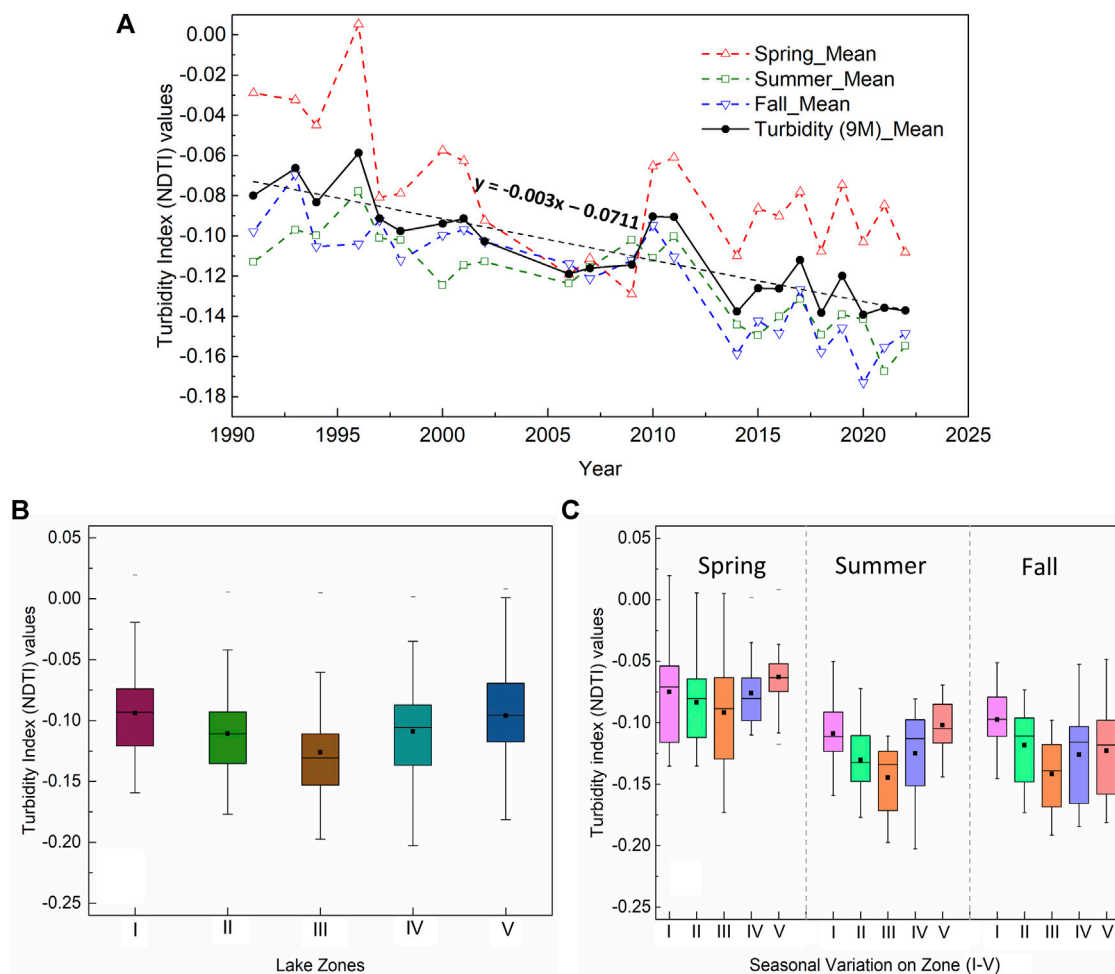 A
Turbidity Index (NDTI) values
0.00
-0.02
-0.04
-0.06
-0.08
-0.10
-0.12
-0.14
-0.16
-0.18
Spring_Mean
Summer_Mean
Fall_Mean
Turbidity (9M)_Mean
y = -0.003x – 0.0711
1990 1995 2000 2005 2010 2015 2020 2025
Year
B
Turbidity Index (NDTI) values
0.05
0.00
-0.05
-0.10
-0.15
-0.20
-0.25
I II III IV V
Lake Zones
C
Turbidity index (NDTI) values
0.05
0.00
-0.05
-0.10
-0.15
-0.20
-0.25
Spring Summer Fall
I II III IV V I II III IV V I II III IV V
Seasonal Variation on Zone (I-V)